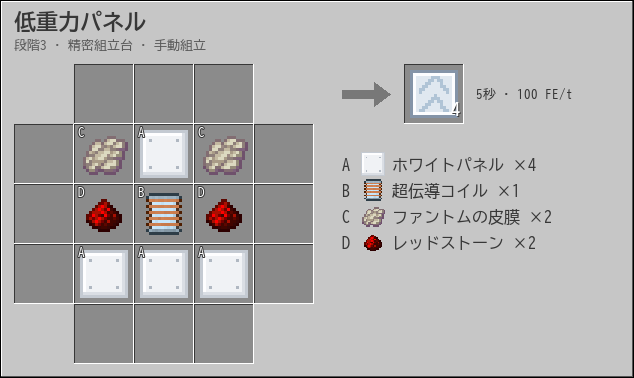 低重力パネル
段階3 · 精密組立台 · 手動組立
C A C
D B D
A A A
4
5秒 · 100 FE/t
A ホワイトパネル ×4
B 超伝導コイル ×1
C ファントムの皮膜 ×2
D レッドストーン ×2